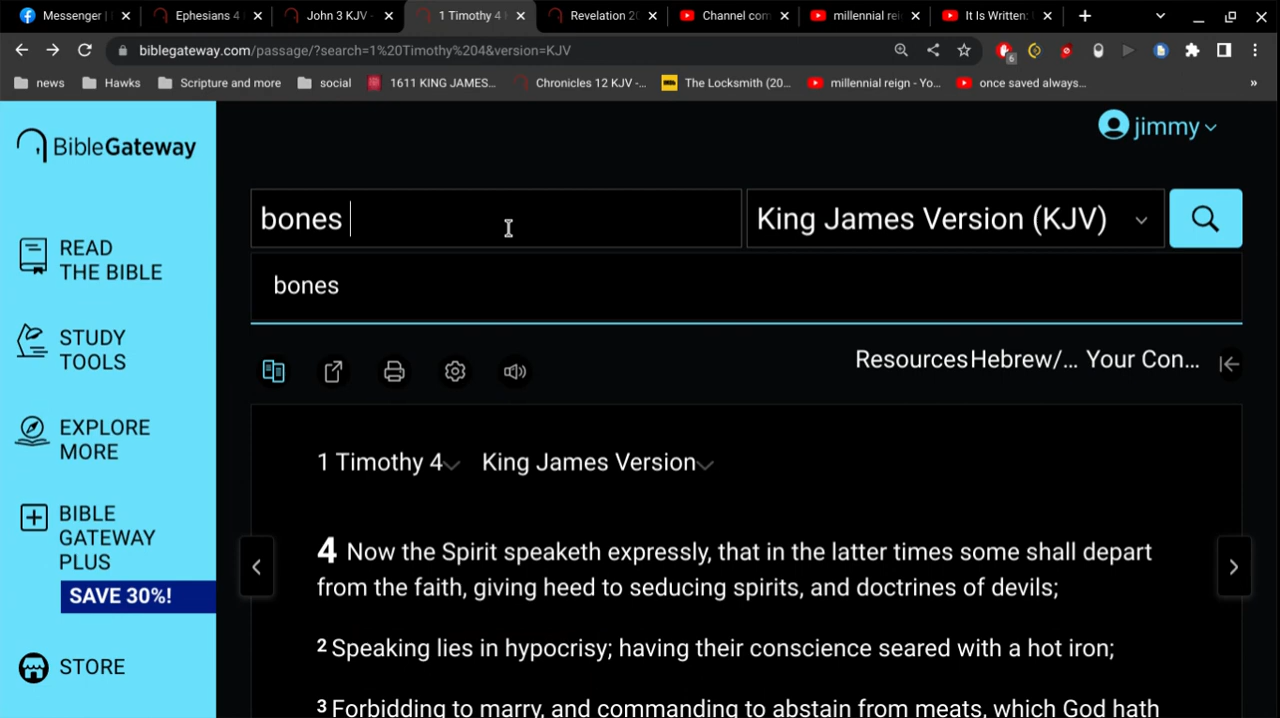 Messenger |
Ephesians 4
John 3 KJV -
1 Timothy 4
Revelation 20
Channel com
millennial rei
It Is Written:
biblegateway.com/passage/?search=1%20Timothy%204&version=KJV
6
news
Hawks
Scripture and more
social
1611 KING JAMES...
Chronicles 12 KJV -...
The Locksmith (20...
millennial reign - Yo...
once saved always...
»
BibleGateway
jimmy
bones
King James Version (KJV)
bones
READ
THE BIBLE
STUDY
TOOLS
EXPLORE
MORE
BIBLE
GATEWAY
PLUS
SAVE 30%!
STORE
Resources
Hebrew/...
Your Con...
1 Timothy 4
King James Version
4 Now the Spirit speaketh expressly, that in the latter times some shall depart
from the faith, giving heed to seducing spirits, and doctrines of devils;
2 Speaking lies in hypocrisy; having their conscience seared with a hot iron;
3 Forbidding to marry, and commanding to abstain from meats, which God hath